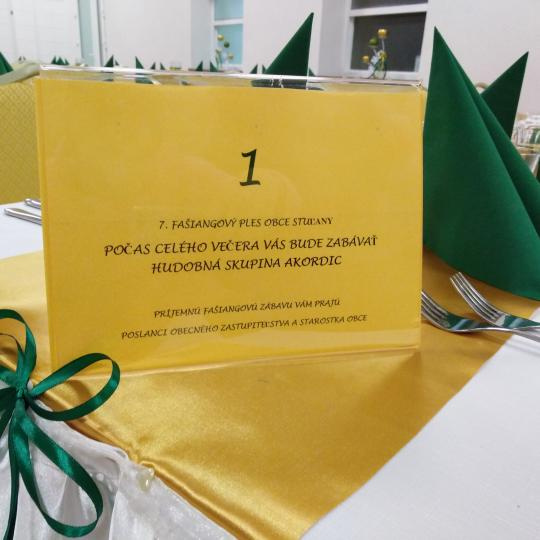 1
7. FAŠIANGOVÝ PLES OBCE STUĽANY
POČAS CELÉHO VEČERA VÁS BUDE ZABÁVAŤ
HUDOBNÁ SKUPINA AKORDIC
PRÍJEMNÚ FAŠIANGOVÚ ZÁBAVU VÁM PRAJÚ
POSLANCI OBECNÉHO ZASTUPITEĽSTVA A STAROSTKA OBCE